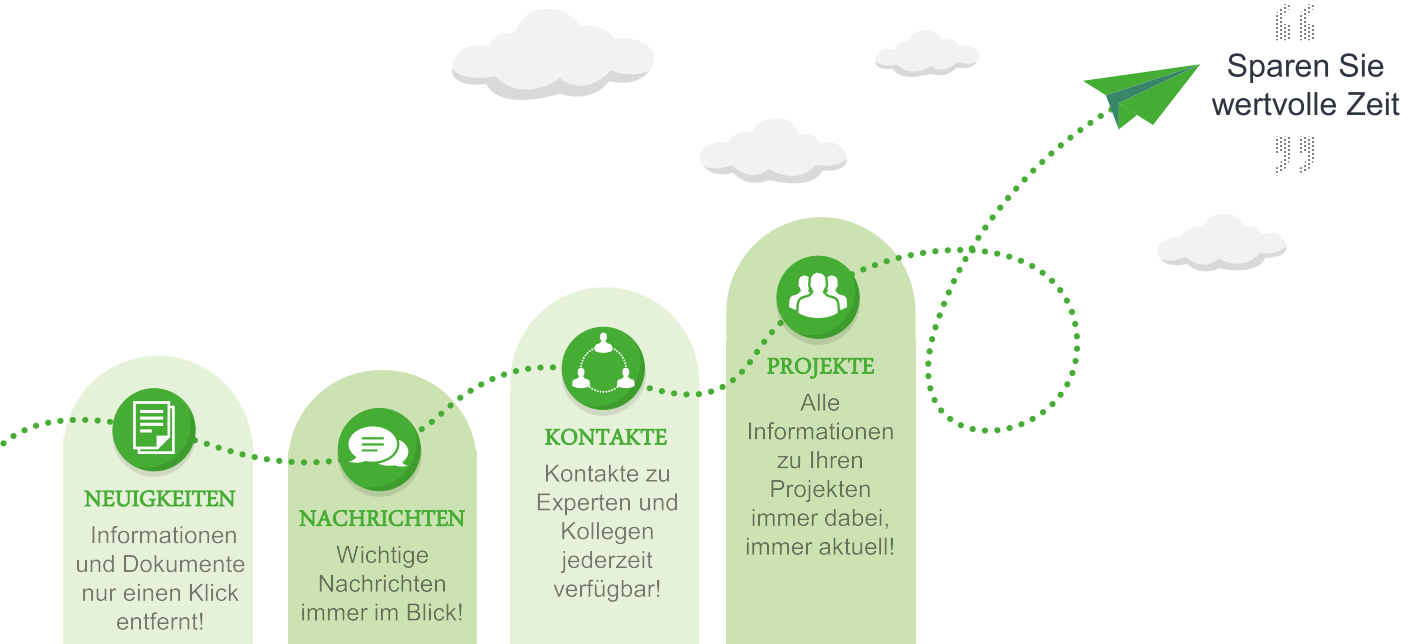 “
Sparen Sie
wertvolle Zeit
”
NEUIGKEITEN
Informationen
und Dokumente
nur einen Klick
entfernt!
NACHRICHTEN
Wichtige
Nachrichten
immer im Blick!
KONTAKTE
Kontakte zu
Experten und
Kollegen
jederzeit
verfügbar!
PROJEKTE
Alle
Informationen
zu Ihren
Projekten
immer dabei,
immer aktuell!